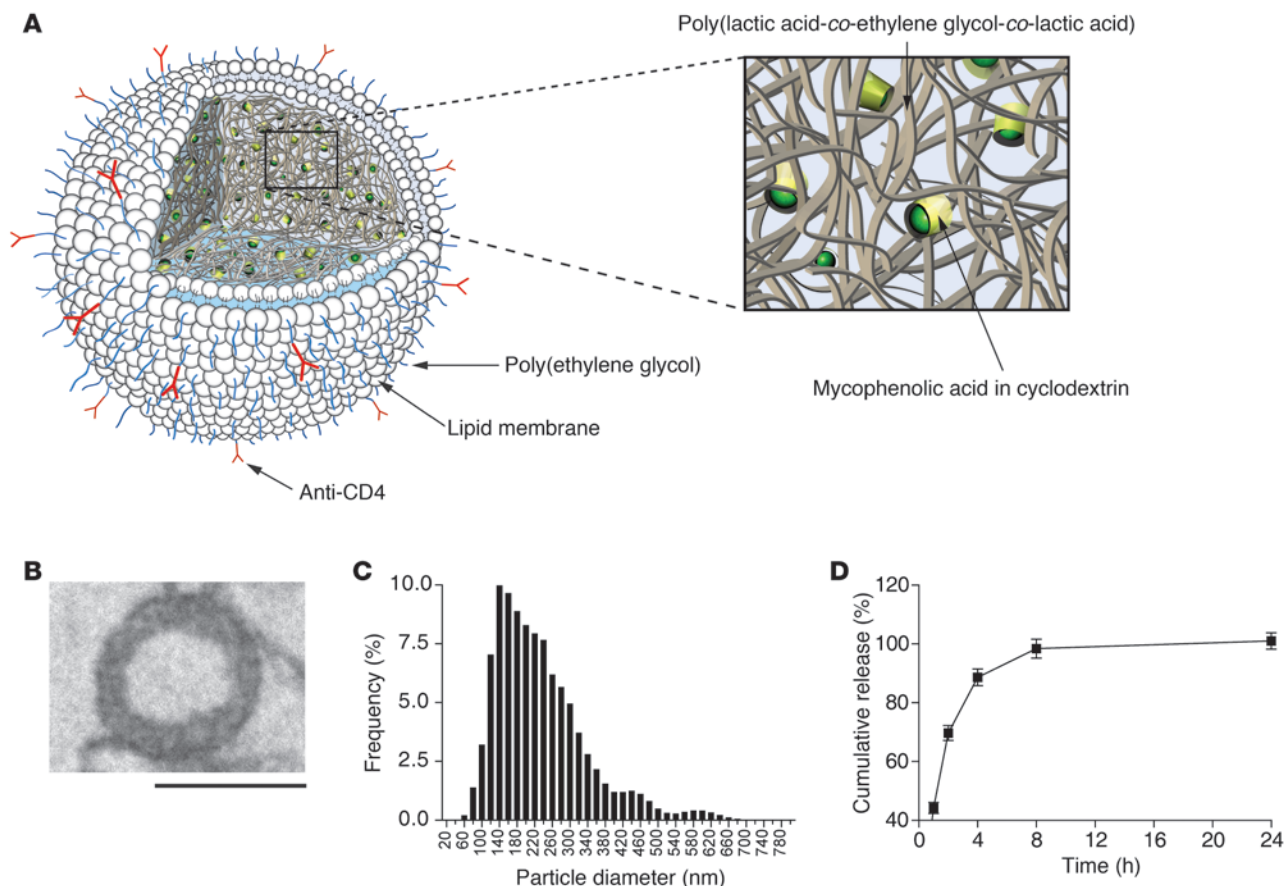 A
Poly(lactic acid-co-ethylene glycol-co-lactic acid)
Poly(ethylene glycol)
Lipid membrane
Anti-CD4
Mycophenolic acid in cyclodextrin
B
C
Frequency (%)
10.0
7.5
5.0
2.5
0.0
20 60 100 140 180 220 260 300 340 380 420 460 500 540 580 620 660 700 740 780
Particle diameter (nm)
D
Cumulative release (%)
120
100
80
60
40
0 4 8 12 16 20 24
Time (h)